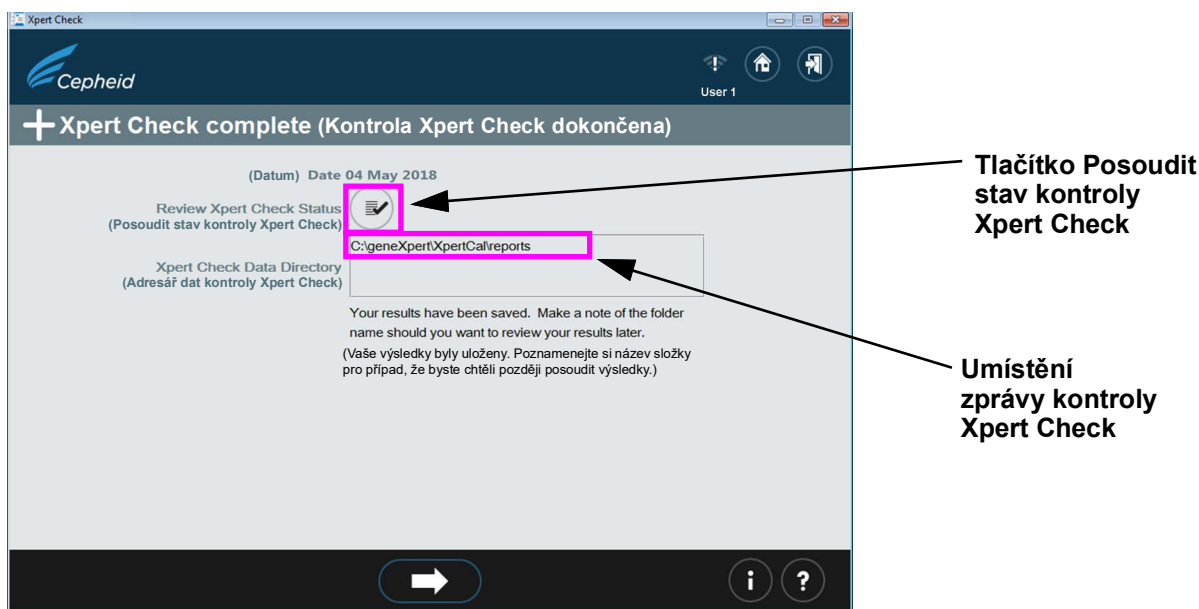 Xpert Check
Cepheid
User 1
Xpert Check complete (Kontrola Xpert Check dokončena)
(Datum) Date 04 May 2018
Review Xpert Check Status
(Posoudit stav kontroly Xpert Check)
C:\geneXpert\XpertCal\reports
Xpert Check Data Directory
(Adresář dat kontroly Xpert Check)
Your results have been saved. Make a note of the folder
name should you want to review your results later.
(Vaše výsledky byly uloženy. Poznamenejte si název složky
pro případ, že byste chtěli později posoudit výsledky.)
Tlačítko Posoudit
stav kontroly
Xpert Check
Umístění
zprávy kontroly
Xpert Check
i ?